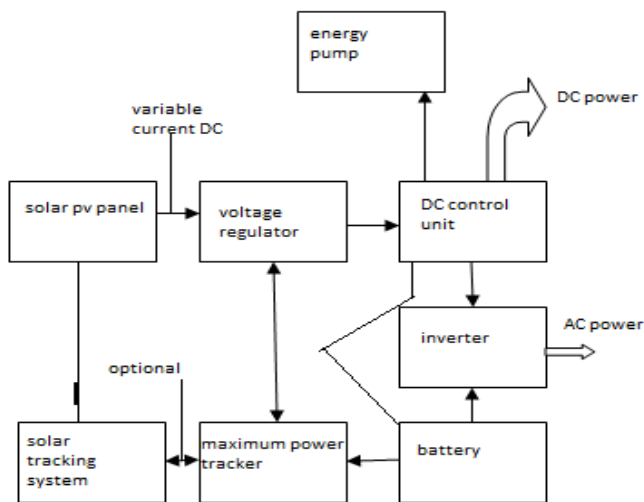 energy
pump
DC power
variable
current DC
solar pv panel
voltage
regulator
DC control
unit
AC power
inverter
optional
solar
tracking
system
maximum power
tracker
battery